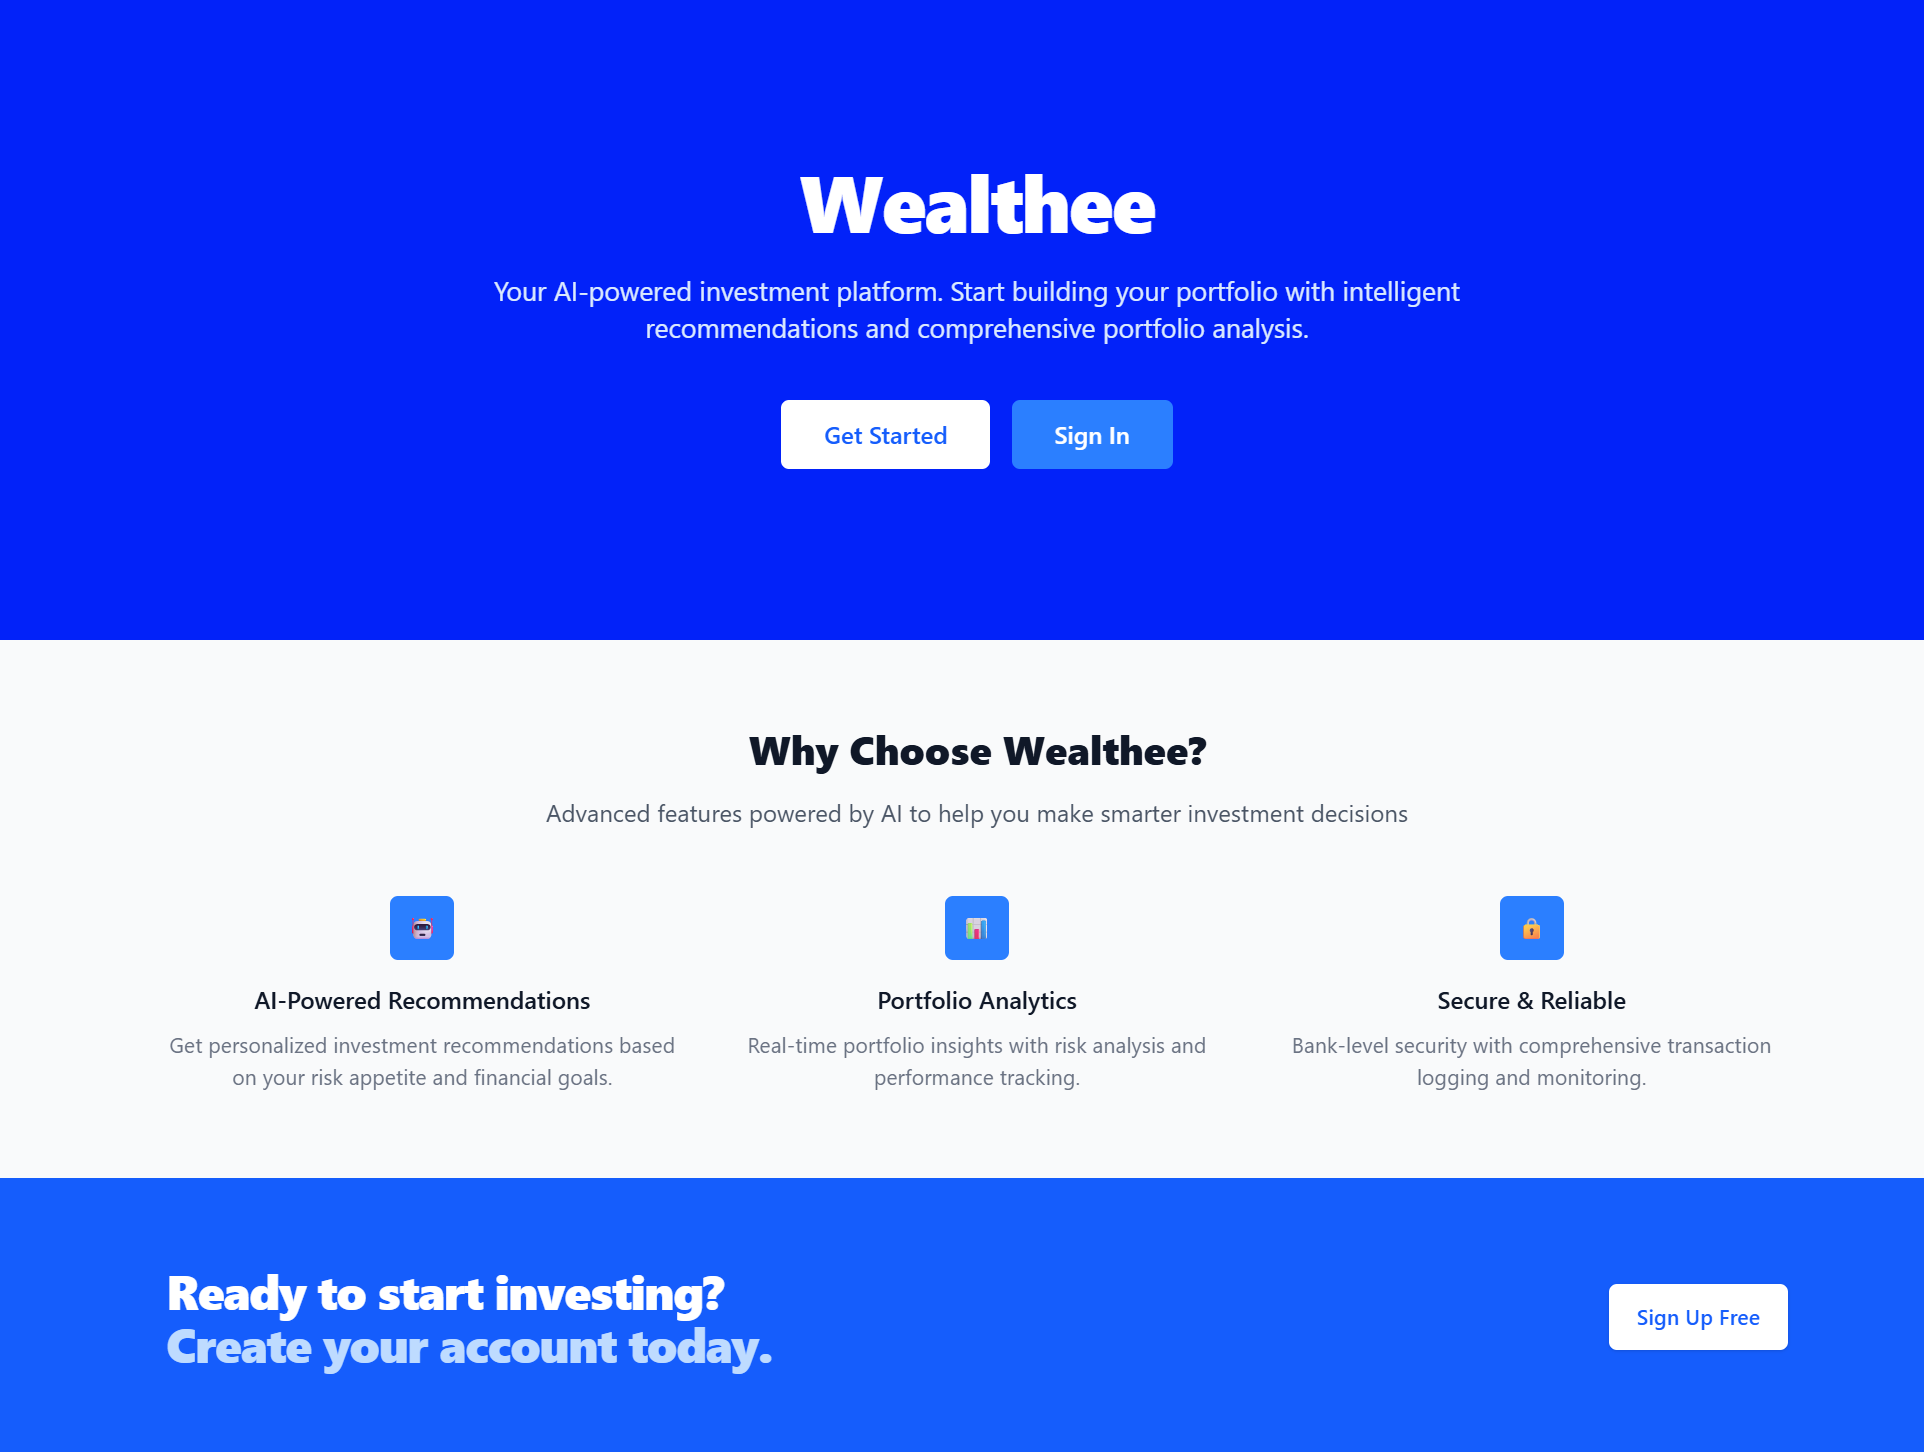 Wealthee
Your AI-powered investment platform. Start building your portfolio with intelligent
recommendations and comprehensive portfolio analysis.
Get Started
Sign In
Why Choose Wealthee?
Advanced features powered by AI to help you make smarter investment decisions
AI-Powered Recommendations
Get personalized investment recommendations based
on your risk appetite and financial goals.
Portfolio Analytics
Real-time portfolio insights with risk analysis and
performance tracking.
Secure & Reliable
Bank-level security with comprehensive transaction
logging and monitoring.
Ready to start investing?
Create your account today.
Sign Up Free